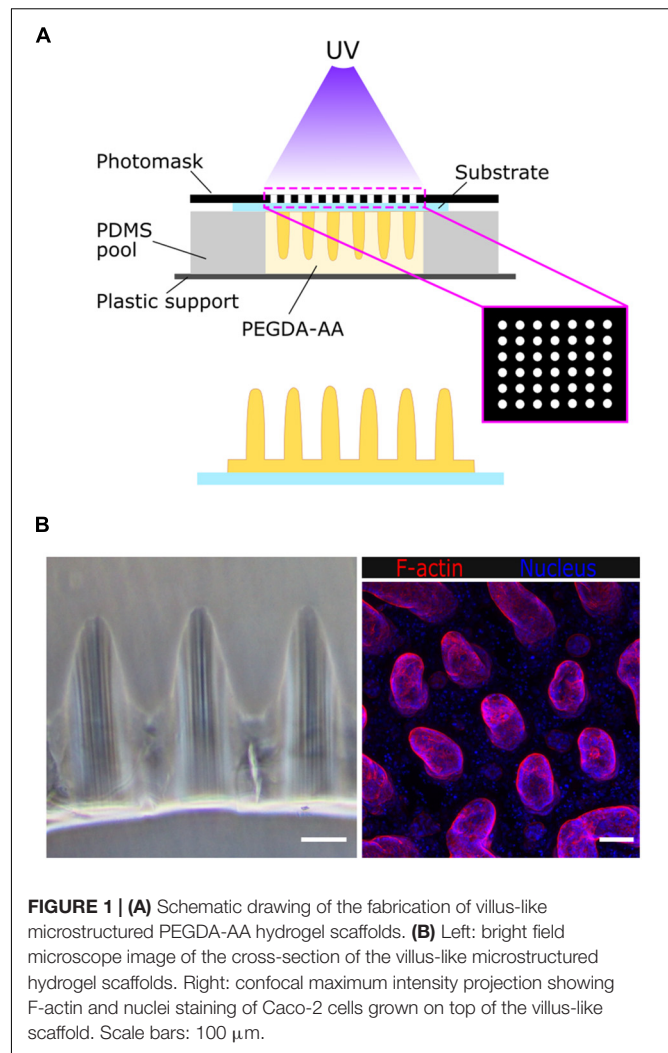 A
UV
Photomask
Substrate
PDMS
pool
Plastic support
PEGDA-AA
B
F-actin Nucleus
FIGURE 1 | (A) Schematic drawing of the fabrication of villus-like
microstructured PEGDA-AA hydrogel scaffolds. (B) Left: bright field
microscope image of the cross-section of the villus-like microstructured
hydrogel scaffolds. Right: confocal maximum intensity projection showing
F-actin and nuclei staining of Caco-2 cells grown on top of the villus-like
scaffold. Scale bars: 100 μm.